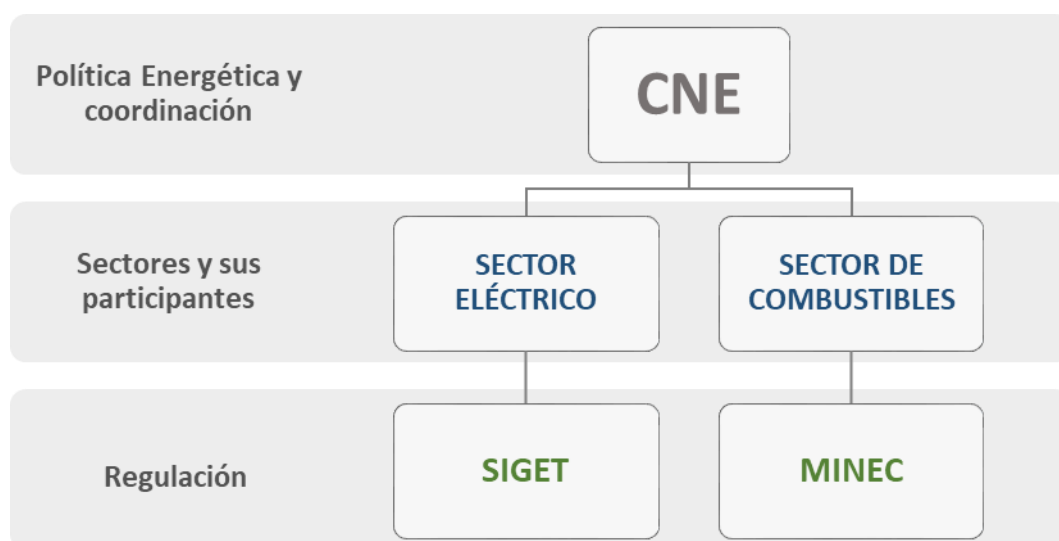 Política Energética y
coordinación
CNE
Sectores y sus
participantes
SECTOR
ELÉCTRICO
SECTOR DE
COMBUSTIBLES
Regulación
SIGET
MINEC